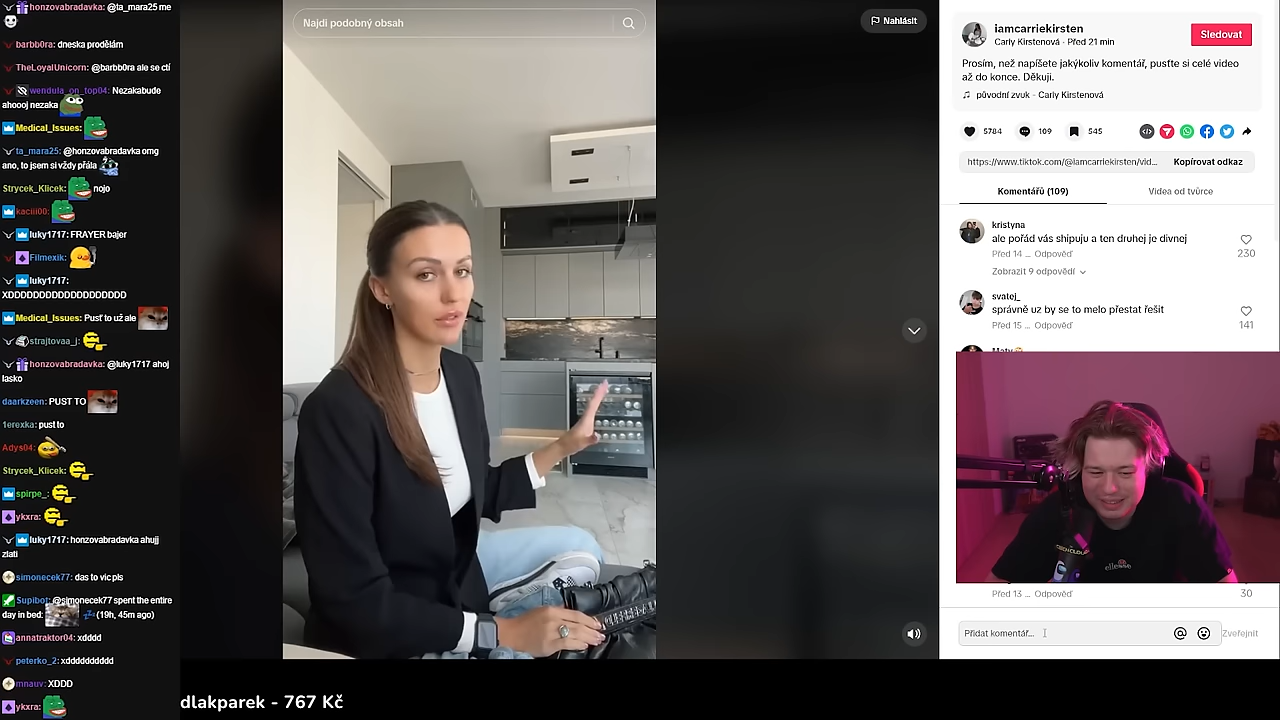 honzovabradavka: @ta_mara25 me
barbb0ra: dneska prodělám
TheLoyalUnicorn: @barbb0ra ale se ctí
wendula_on_top04: Nezakabude
ahoooj nezaka
Medical_Issues:
ta_mara25: @honzovabradavka omg
ano, to jsem si vždy přála
Strycek_Klicek: nojo
kaciii00:
luky1717: FRAYER bajer
Filmexik:
luky1717:
XDDDDDDDDDDDDDDDDDDD
Medical_Issues: Pusť to už ale
strajtovaa_j:
honzovabradavka: @luky1717 ahoj
lasko
daarkzeen: PUST TO
1erexka: pust to
Adys04:
Strycek_Klicek:
spirpe_:
ykxra:
luky1717: honzovabradavka ahujj
zlati
simonecek77: das to vic pls
Supibot: @simonecek77 spent the entire
day in bed: (19h, 45m ago)
annatraktor04: xdddd
peterko_2: xdddddddddd
mnauv: XDDD
ykxra:
Najdi podobný obsah
Nahlásit
dlakparek - 767 Kč
iamcarriekirsten
Carly Kirstenová · Před 21 min
Sledovat
Prosím, než napíšete jakýkoliv komentář, pusťte si celé video
až do konce. Děkuji.
původní zvuk - Carly Kirstenová
5784
109
545
https://www.tiktok.com/@iamcarriekirsten/vid...
Kopírovat odkaz
Komentářů (109)
Videa od tvůrce
kristyna
ale pořád vás shipuju a ten druhej je divnej
230
Před 14 ... Odpověď
Zobrazit 9 odpovědí
svatej_
správně uz by se to melo přestat řešit
141
Před 15 ... Odpověď
Před 13 ... Odpověď
30
Přidat komentář...
Zveřejnit